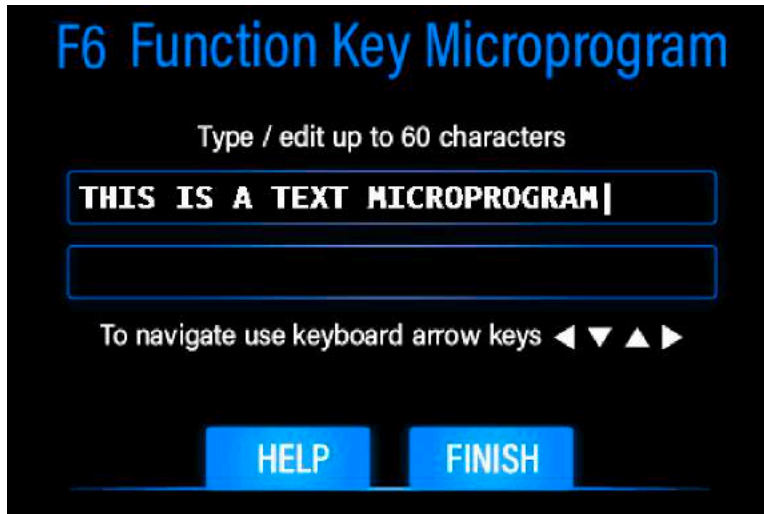 F6 Function Key Microprogram
Type / edit up to 60 characters
THIS IS A TEXT MICROPROGRAM|
To navigate use keyboard arrow keys ◀ ▼ ▲ ▶
HELP FINISH